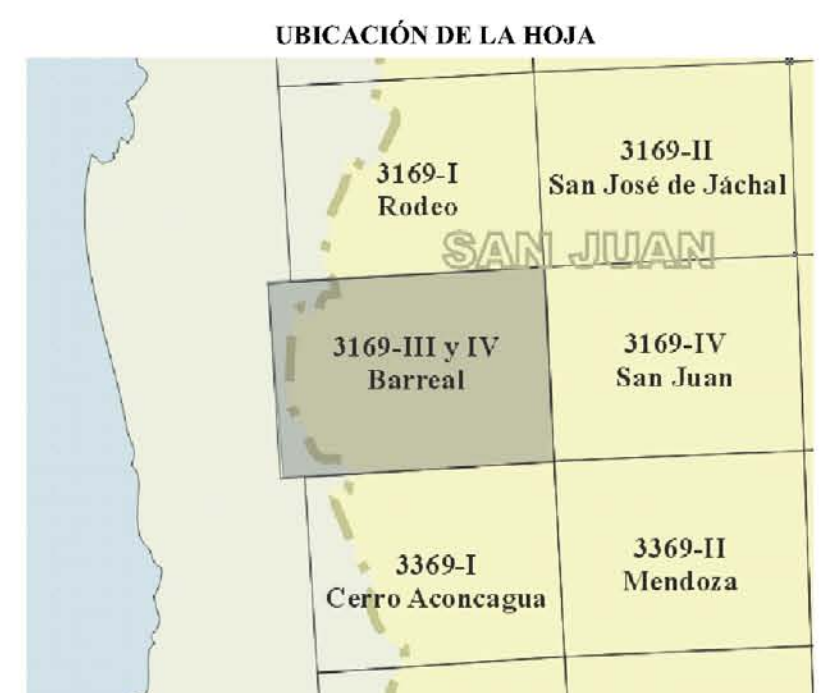 UBICACIÓN DE LA HOJA
3169-I
Rodeo
3169-II
San José de Jáchal
SAN JUAN
3169-III y IV
Barreal
3169-IV
San Juan
3369-I
Cerro Aconcagua
3369-II
Mendoza